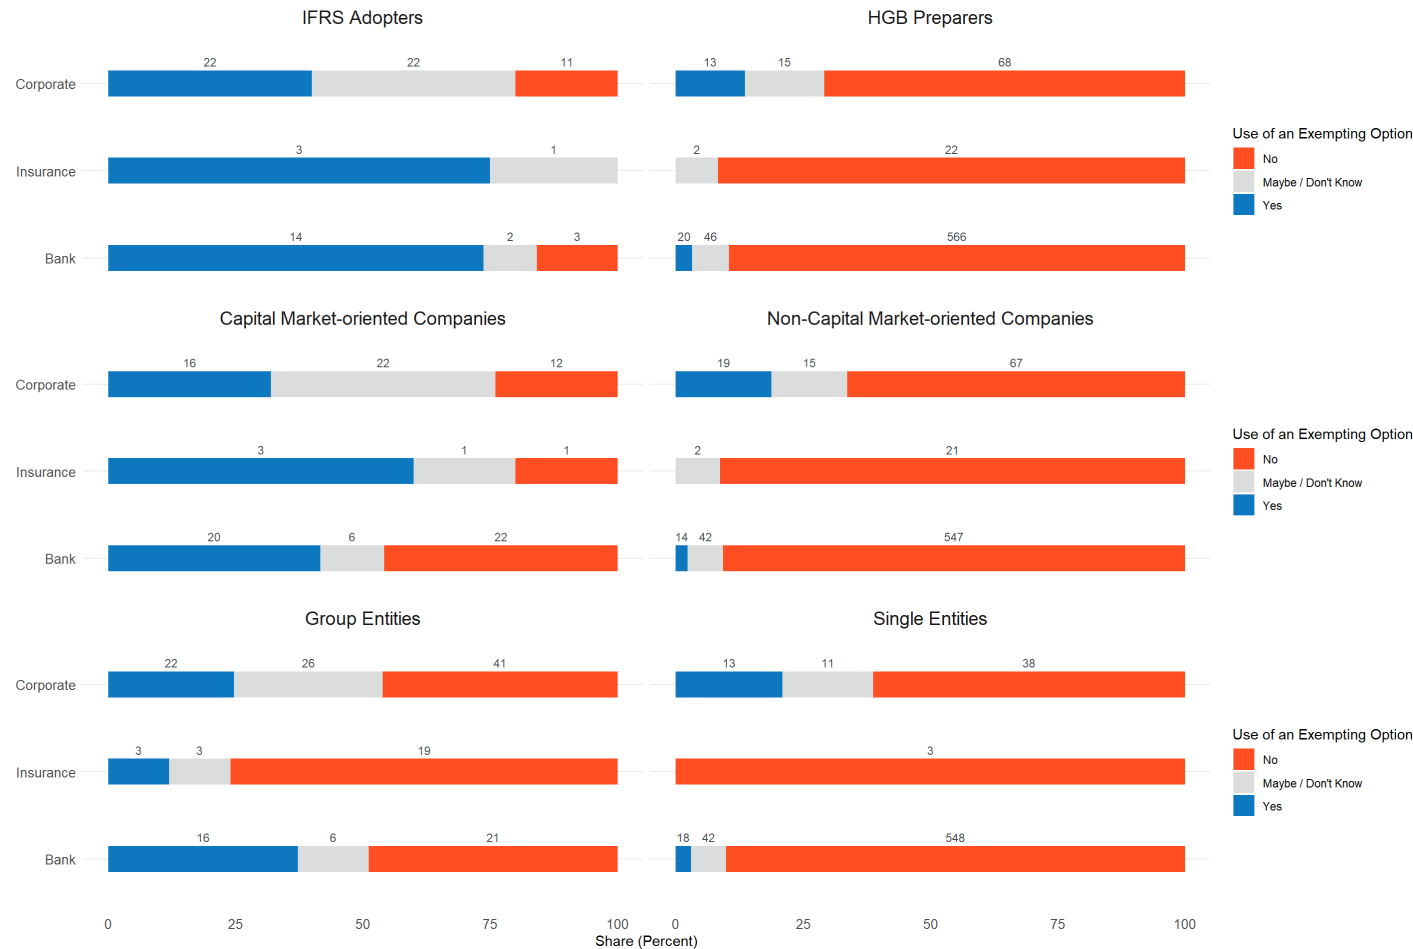 IFRS Adopters
HGB Preparers
22 22 11
13 15 68
Corporate
3 1
2 22
Insurance
14 2 3
20 46 566
Bank
Use of an Exempting Option
No
Maybe / Don't Know
Yes
Capital Market-oriented Companies
Non-Capital Market-oriented Companies
16 22 12
19 15 67
Corporate
3 1 1
2 21
Insurance
20 6 22
14 42 547
Bank
Use of an Exempting Option
No
Maybe / Don't Know
Yes
Group Entities
Single Entities
22 26 41
13 11 38
Corporate
3 3 19
3
Insurance
16 6 21
18 42 548
Bank
Use of an Exempting Option
No
Maybe / Don't Know
Yes
0 25 50 75 100
0 25 50 75 100
Share (Percent)